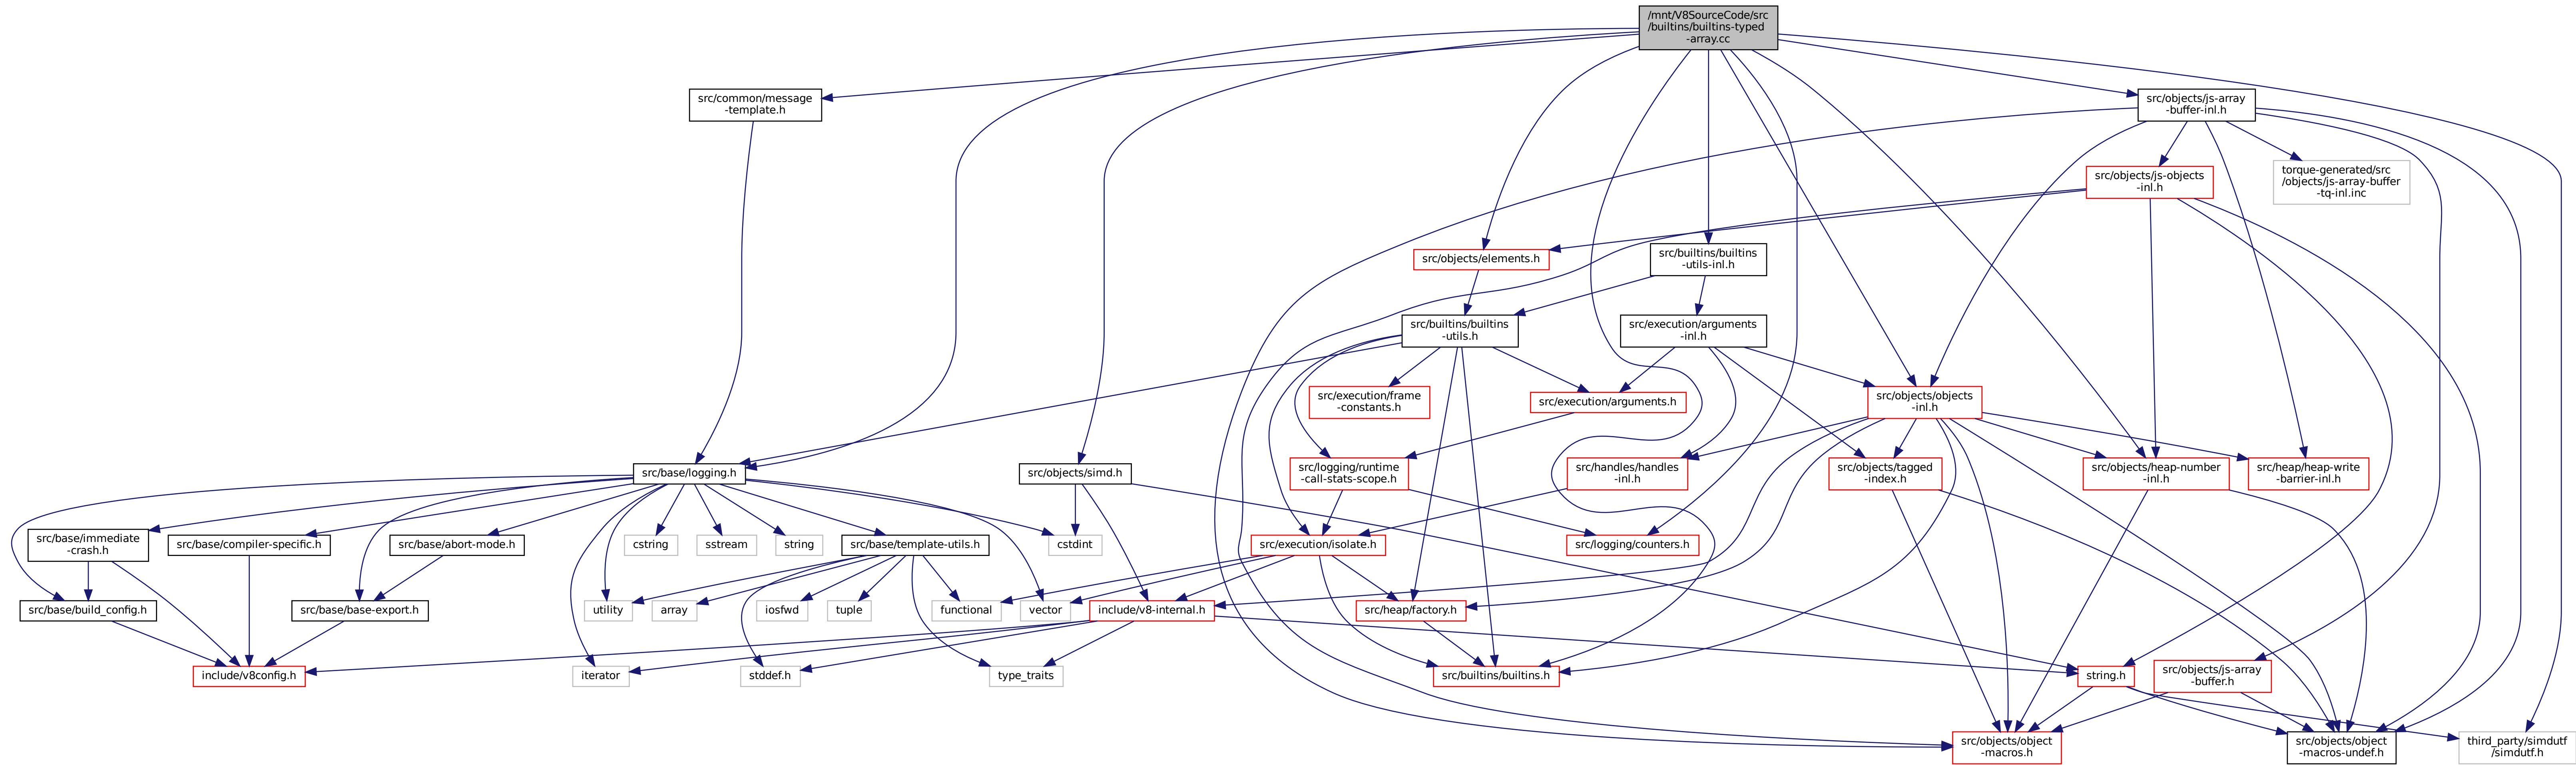 /mnt/V8SourceCode/src
/builtins/builtins-typed
-array.cc
src/common/message
-template.h
src/objects/js-array
-buffer-inl.h
src/objects/js-objects
-inl.h
torque-generated/src
/objects/js-array-buffer
-tq-inl.inc
src/objects/elements.h
src/builtins/builtins
-utils-inl.h
src/builtins/builtins
-utils.h
src/execution/arguments
-inl.h
src/execution/frame
-constants.h
src/execution/arguments.h
src/objects/objects
-inl.h
src/base/logging.h
src/objects/simd.h
src/logging/runtime
-call-stats-scope.h
src/handles/handles
-inl.h
src/objects/tagged
-index.h
src/objects/heap-number
-inl.h
src/heap/heap-write
-barrier-inl.h
src/base/immediate
-crash.h
src/base/compiler-specific.h
src/base/abort-mode.h
cstring
sstream
string
src/base/template-utils.h
cstdint
src/execution/isolate.h
src/logging/counters.h
src/base/build_config.h
src/base/base-export.h
utility
array
iosfwd
tuple
functional
vector
include/v8-internal.h
src/heap/factory.h
include/v8config.h
iterator
stddef.h
type_traits
src/builtins/builtins.h
string.h
src/objects/js-array
-buffer.h
src/objects/object
-macros.h
src/objects/object
-macros-undef.h
third_party/simdutf
/simdutf.h